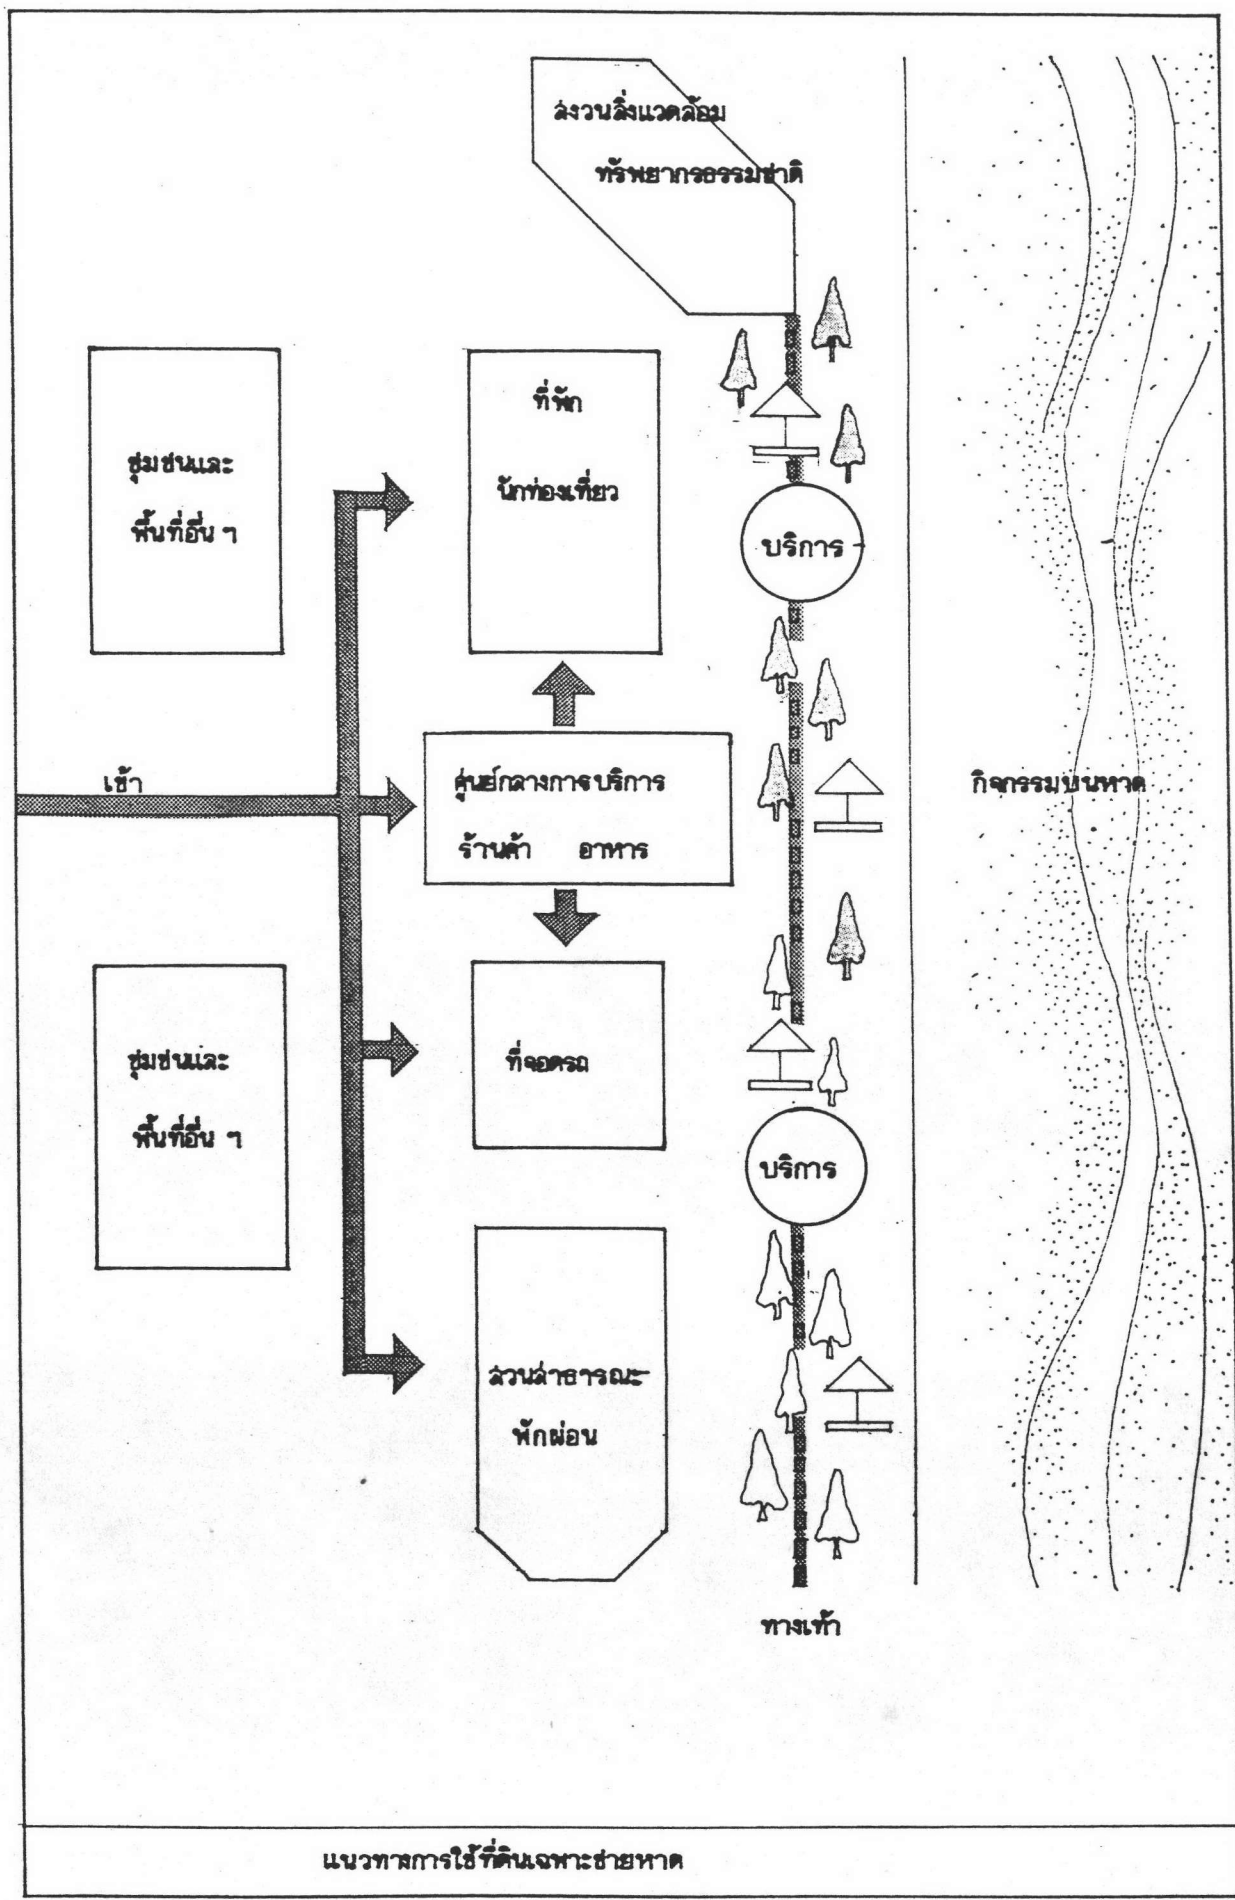 สงวนสิ่งแวดล้อม
ทรัพยากรธรรมชาติ
ที่พัก
นักท่องเที่ยว
ชุมชนและ
พื้นที่อื่น ๆ
บริการ
เข้า
ศูนย์กลางการบริการ
ร้านค้า อาหาร
กิจกรรมบนหาด
ชุมชนและ
พื้นที่อื่น ๆ
ที่จอดรถ
บริการ
สวนสาธารณะ
พักผ่อน
ทางเท้า
แนวทางการใช้ที่ดินเฉพาะชายหาด